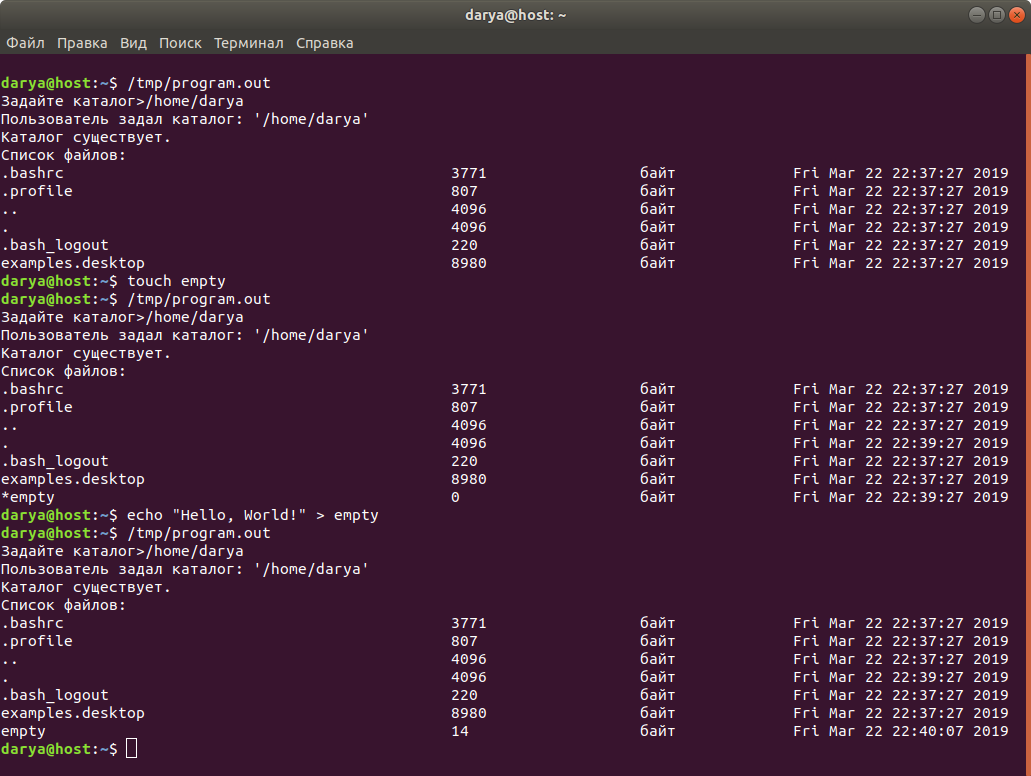 darya@host: ~
Файл Правка Вид Поиск Терминал Справка
darya@host:~$ /tmp/program.out
Задайте каталог>/home/darya
Пользователь задал каталог: '/home/darya'
Каталог существует.
Список файлов:
.bashrc 3771 байт Fri Mar 22 22:37:27 2019
.profile 807 байт Fri Mar 22 22:37:27 2019
.. 4096 байт Fri Mar 22 22:37:27 2019
. 4096 байт Fri Mar 22 22:37:27 2019
.bash_logout 220 байт Fri Mar 22 22:37:27 2019
examples.desktop 8980 байт Fri Mar 22 22:37:27 2019
darya@host:~$ touch empty
darya@host:~$ /tmp/program.out
Задайте каталог>/home/darya
Пользователь задал каталог: '/home/darya'
Каталог существует.
Список файлов:
.bashrc 3771 байт Fri Mar 22 22:37:27 2019
.profile 807 байт Fri Mar 22 22:37:27 2019
.. 4096 байт Fri Mar 22 22:37:27 2019
. 4096 байт Fri Mar 22 22:39:27 2019
.bash_logout 220 байт Fri Mar 22 22:37:27 2019
examples.desktop 8980 байт Fri Mar 22 22:37:27 2019
*empty 0 байт Fri Mar 22 22:39:27 2019
darya@host:~$ echo "Hello, World!" > empty
darya@host:~$ /tmp/program.out
Задайте каталог>/home/darya
Пользователь задал каталог: '/home/darya'
Каталог существует.
Список файлов:
.bashrc 3771 байт Fri Mar 22 22:37:27 2019
.profile 807 байт Fri Mar 22 22:37:27 2019
.. 4096 байт Fri Mar 22 22:37:27 2019
. 4096 байт Fri Mar 22 22:39:27 2019
.bash_logout 220 байт Fri Mar 22 22:37:27 2019
examples.desktop 8980 байт Fri Mar 22 22:37:27 2019
empty 14 байт Fri Mar 22 22:40:07 2019
darya@host:~$